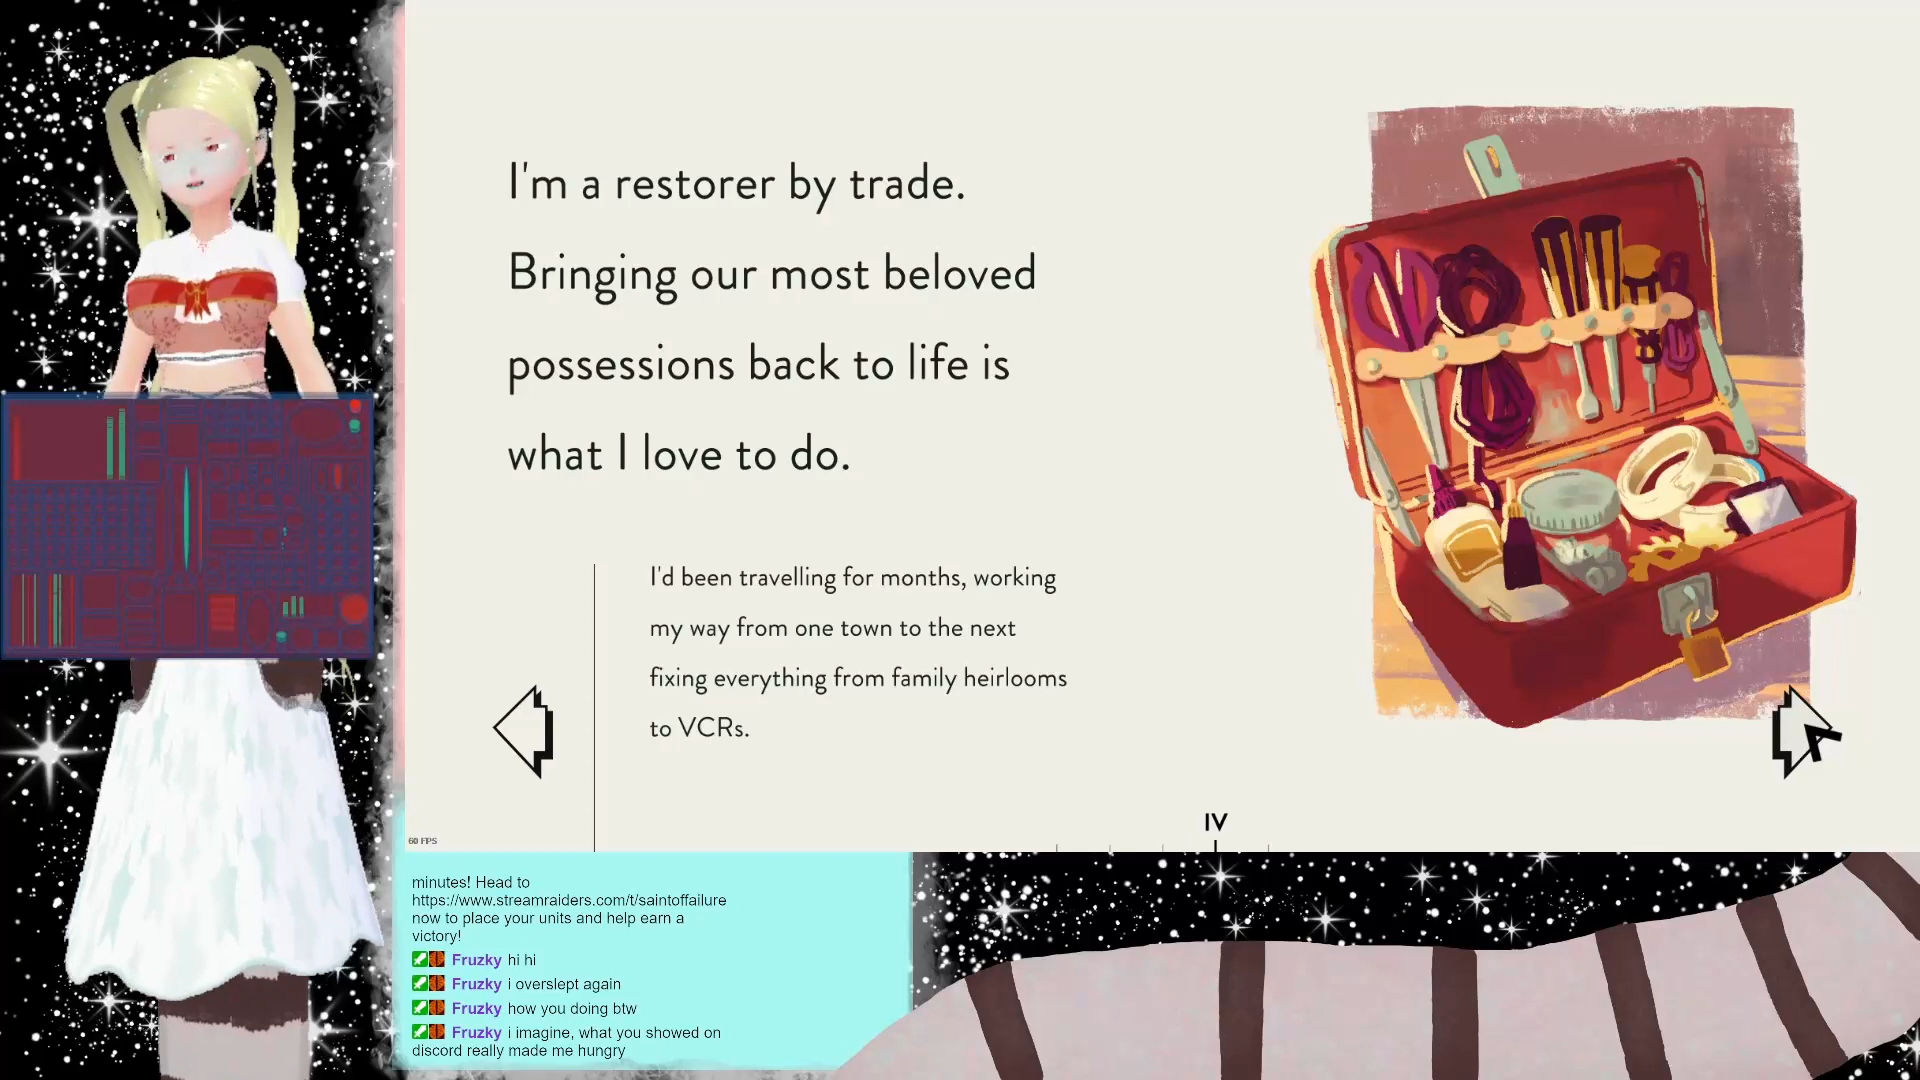 I'm a restorer by trade.
Bringing our most beloved
possessions back to life is
what I love to do.
I'd been travelling for months, working
my way from one town to the next
fixing everything from family heirlooms
to VCRs.
IV
60 FPS
minutes! Head to
https://www.streamraiders.com/t/saintoffailure
now to place your units and help earn a
victory!
Fruzky hi hi
Fruzky i overslept again
Fruzky how you doing btw
Fruzky i imagine, what you showed on
discord really made me hungry